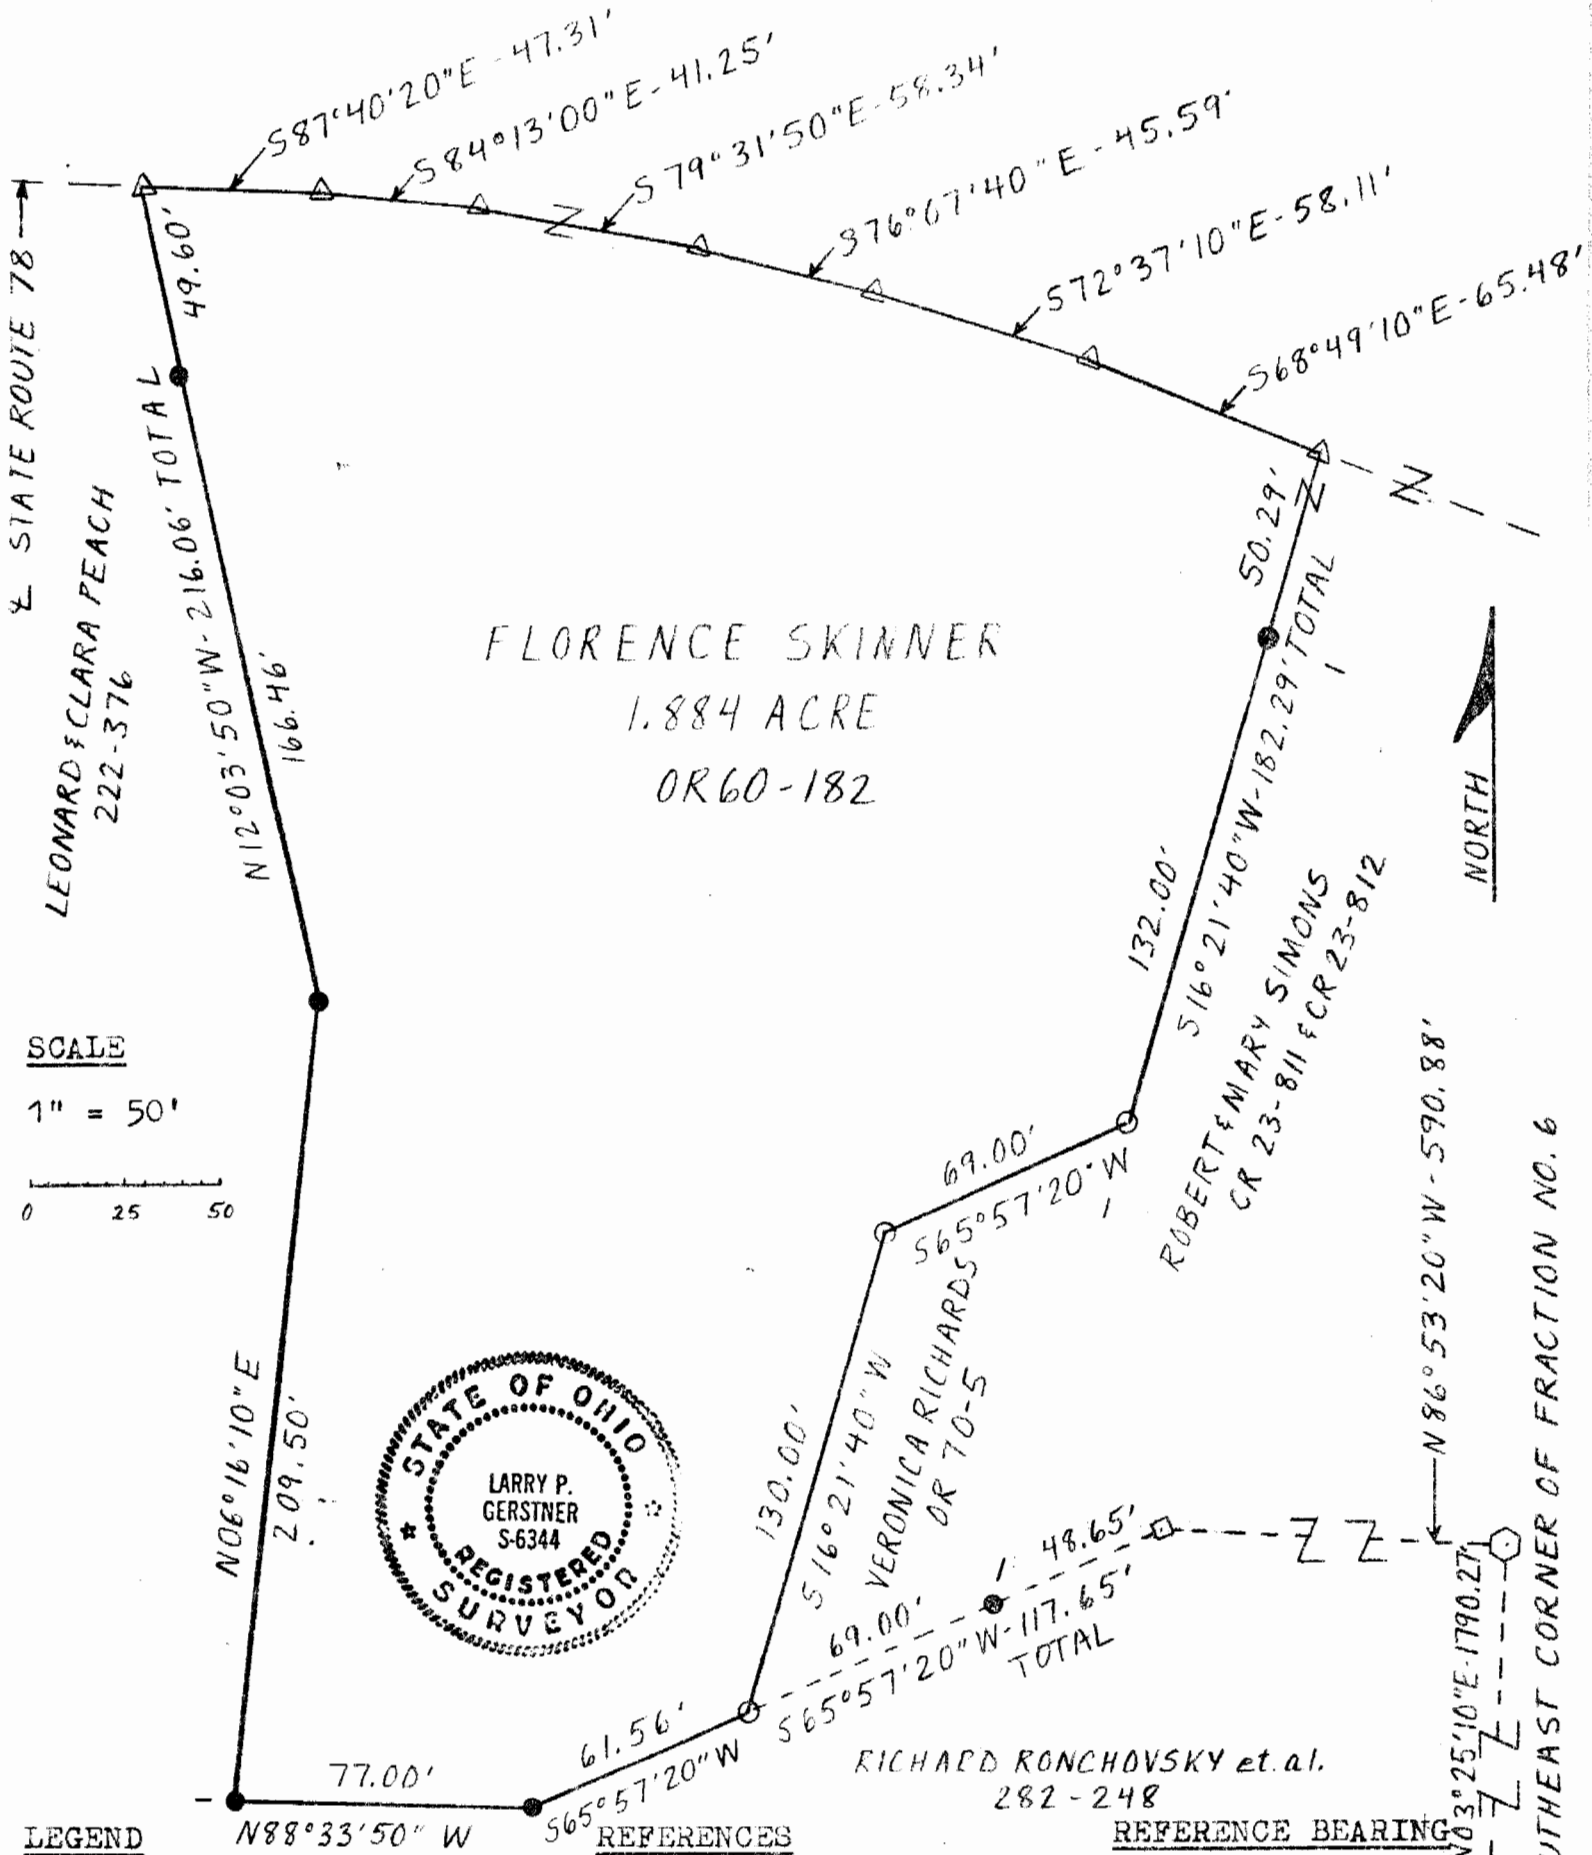 S87°40'20"E - 47.31'
S84°13'00"E - 41.25'
S79°31'50"E - 58.34'
S76°07'40"E - 45.59'
S72°37'10"E - 58.11'
S68°49'10"E - 65.48'
℄ STATE ROUTE 78
49.60'
N12°03'50"W - 216.06' TOTAL
166.46'
LEONARD & CLARA PEACH
222-376
FLORENCE SKINNER
1.884 ACRE
OR60-182
50.29'
S16°21'40"W - 182.29' TOTAL
132.00'
NORTH
ROBERT & MARY SIMONS
CR 23-811 & CR 23-812
SCALE
1" = 50'
0 25 50
69.00'
S65°57'20"W
N86°53'20"W - 590.88'
SOUTHEAST CORNER OF FRACTION NO. 6
N06°16'10"E
209.50'
STATE OF OHIO
LARRY P.
GERSTNER
S-6344
REGISTERED
SURVEYOR
130.00'
S16°21'40"W
VERONICA RICHARDS
OR 70-5
48.65'
69.00'
S65°57'20"W - 117.65'
TOTAL
N03°25'10"E - 1790.27'
61.56'
S65°57'20"W
77.00'
N88°33'50"W
RICHARD RONCHOVSKY et.al.
282-248
LEGEND
REFERENCES
REFERENCE BEARING